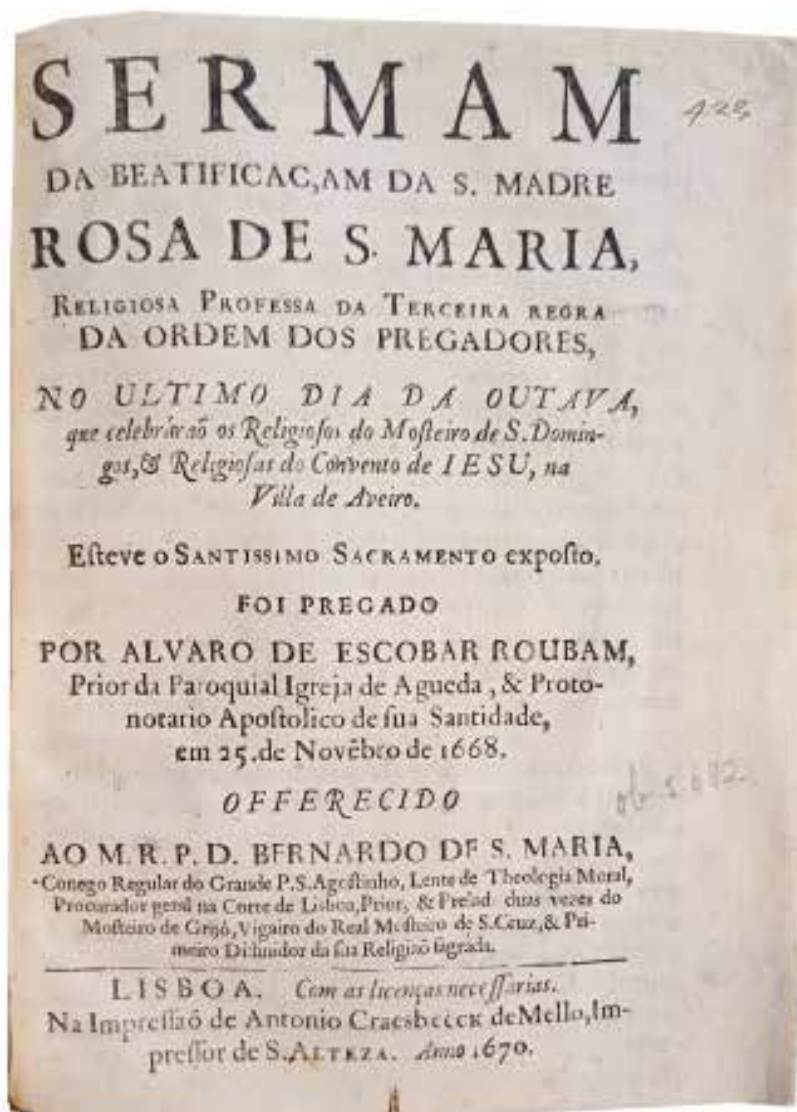 SERMAM
DA BEATIFICAC,AM DA S. MADRE
ROSA DE S. MARIA,
RELIGIOSA PROFESSA DA TERCEIRA REGRA
DA ORDEM DOS PREGADORES,
NO ULTIMO DIA DA OUTAVA,
que celebráraõ os Religioſos do Moſteiro de S. Domin-
gos, & Religioſas do Convento de IESU, na
Villa de Aveiro.
Eſteve o SANTISSIMO SACRAMENTO expoſto.
FOI PREGADO
POR ALVARO DE ESCOBAR ROUBAM,
Prior da Paroquial Igreja de Agueda, & Proto-
notario Apoſtolico de ſua Santidade,
em 25. de Novẽbro de 1668.
OFFERECIDO
AO M. R. P. D. BERNARDO DE S. MARIA,
Conego Regular do Grande P. S. Agoſtinho, Lente de Theologia Moral,
Procurador geral na Corte de Lisboa, Prior, & Prelad duas vezes do
Moſteiro de Grijó, Vigairo do Real Moſteiro de S. Cruz, & Pri-
meiro Difinidor da ſua Religiaõ ſagrada.
LISBOA. Com as licenças neceſſarias.
Na Impreſſaõ de Antonio Craesbeeck de Mello, Im-
preſſor de S. ALTEZA. Anno 1670.